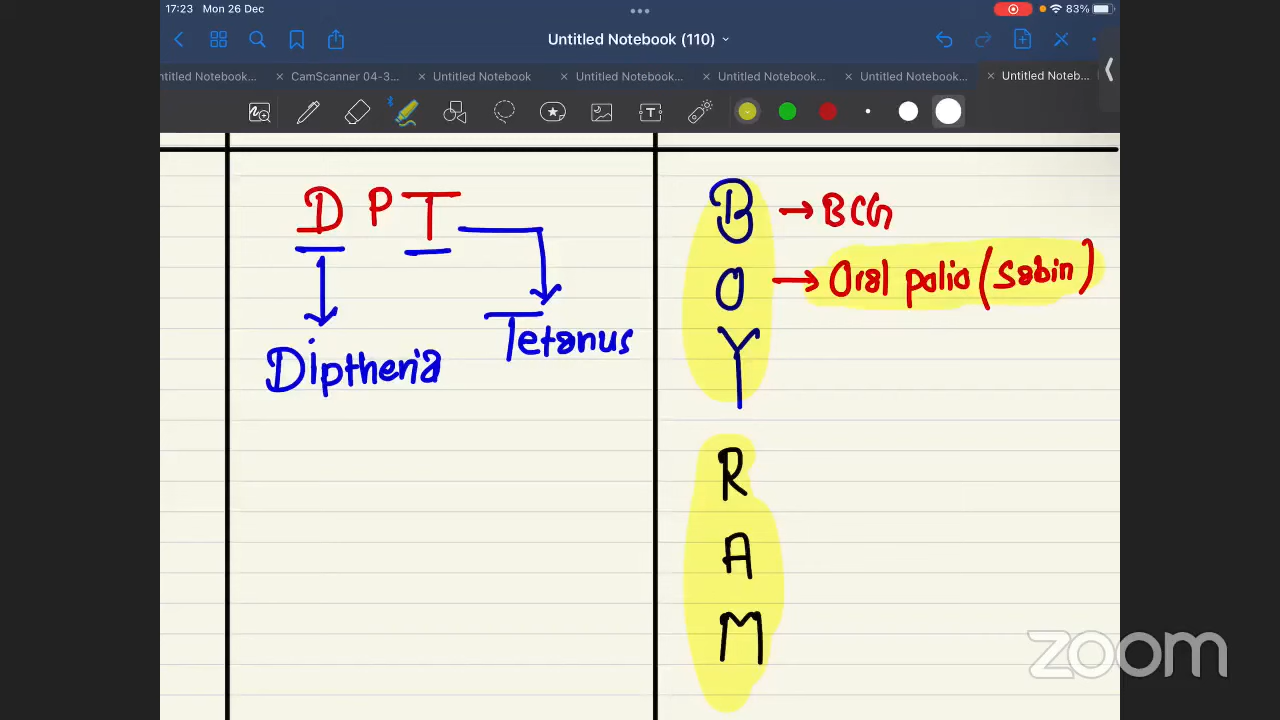 17:23 Mon 26 Dec
83%
Untitled Notebook (110)
ntitled Notebook...
CamScanner 04-3...
Untitled Notebook
Untitled Notebook...
Untitled Notebook...
Untitled Notebook...
Untitled Noteb...
D P T
Diptheria
Tetanus
B → BCG
O → Oral polio (Sabin)
Y
R
A
M
zoom